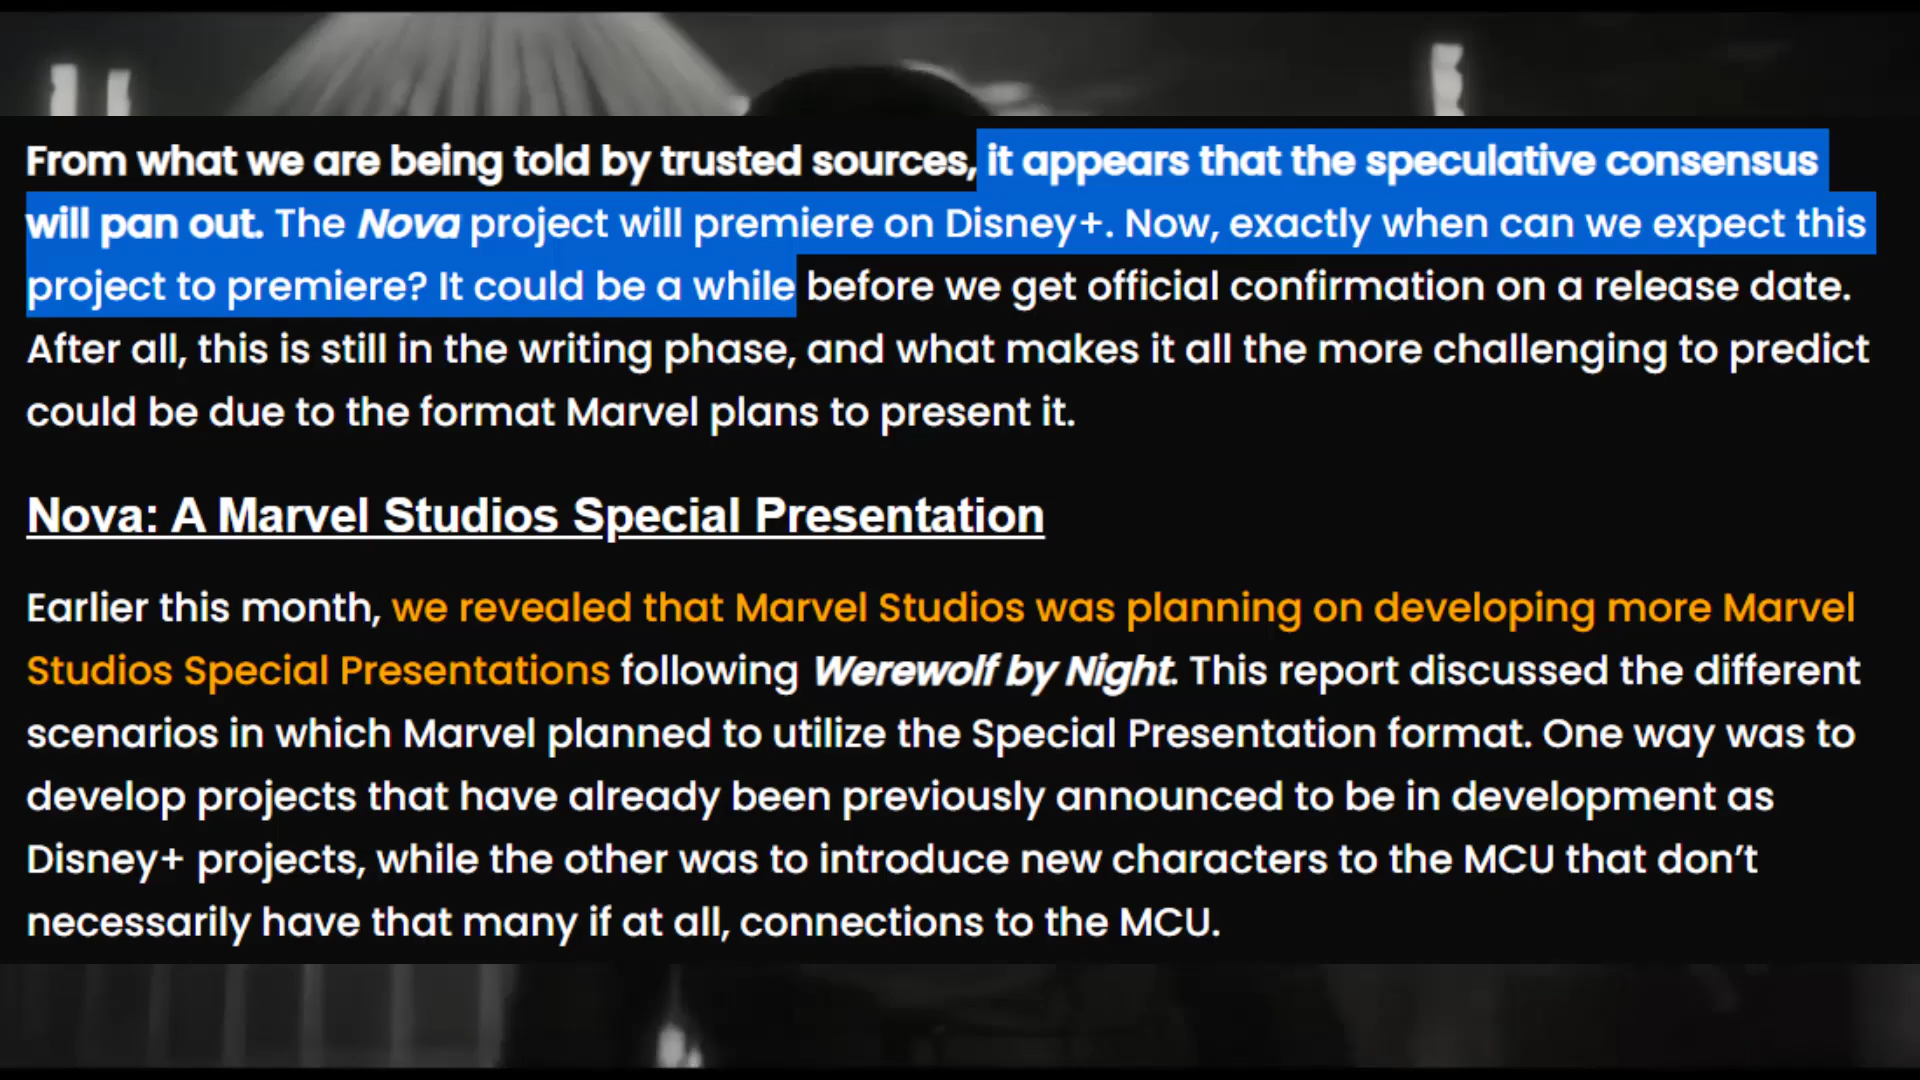 From what we are being told by trusted sources, it appears that the speculative consensus
will pan out. The Nova project will premiere on Disney+. Now, exactly when can we expect this
project to premiere? It could be a while before we get official confirmation on a release date.
After all, this is still in the writing phase, and what makes it all the more challenging to predict
could be due to the format Marvel plans to present it.
Nova: A Marvel Studios Special Presentation
Earlier this month, we revealed that Marvel Studios was planning on developing more Marvel
Studios Special Presentations following Werewolf by Night. This report discussed the different
scenarios in which Marvel planned to utilize the Special Presentation format. One way was to
develop projects that have already been previously announced to be in development as
Disney+ projects, while the other was to introduce new characters to the MCU that don’t
necessarily have that many if at all, connections to the MCU.